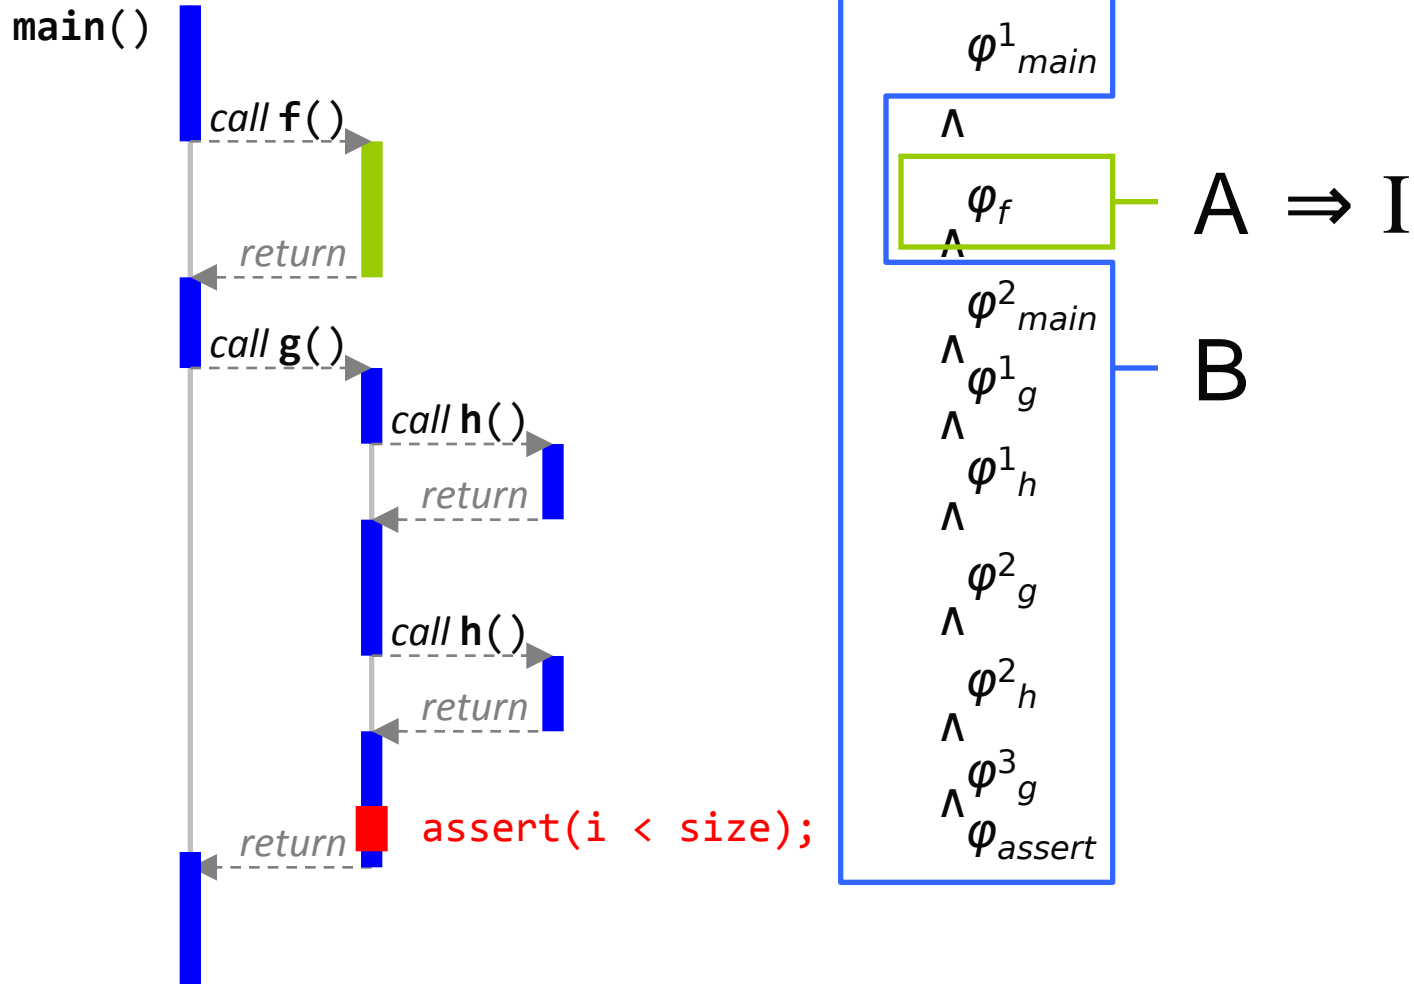 main()
call f()
return
call g()
call h()
return
call h()
return
assert(i < size);
return
φ¹main
∧
φf
∧
φ²main
∧
φ¹g
∧
φ¹h
∧
φ²g
∧
φ²h
∧
φ³g
∧
φassert
A ⇒ I
B